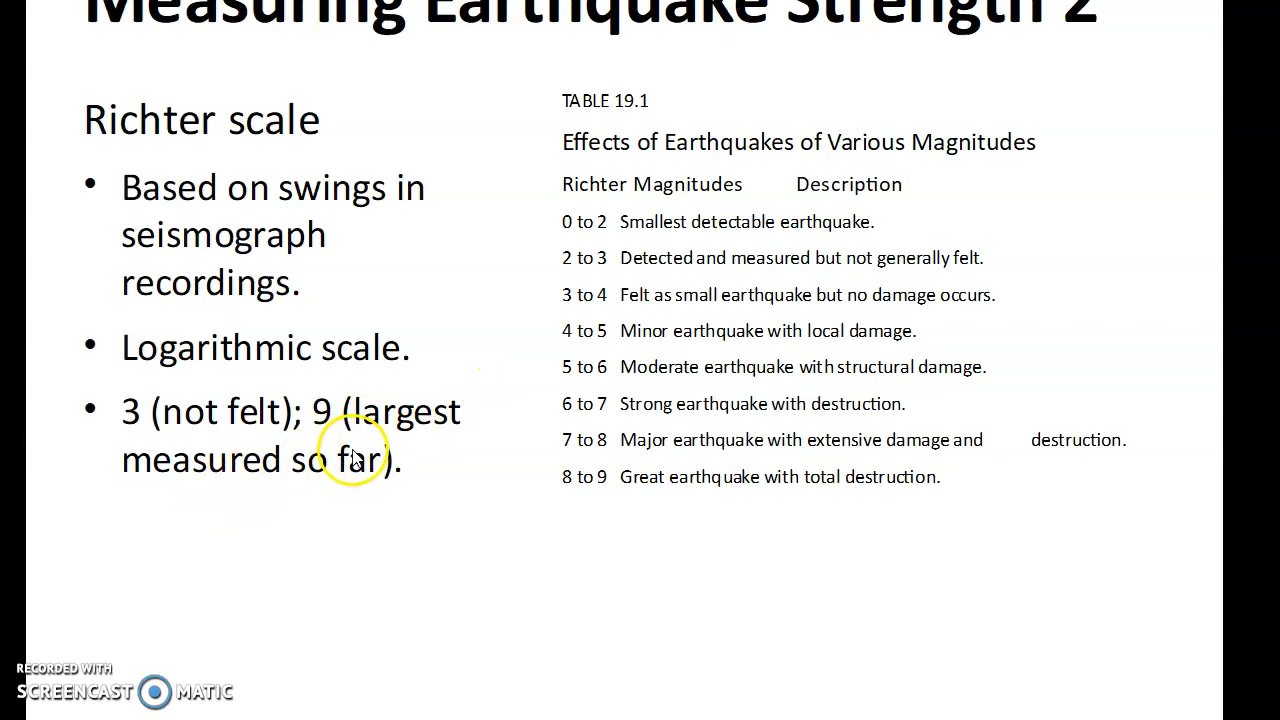 Measuring Earthquake Strength 2
Richter scale
• Based on swings in
seismograph
recordings.
• Logarithmic scale.
• 3 (not felt); 9 (largest
measured so far).
TABLE 19.1
Effects of Earthquakes of Various Magnitudes
Richter Magnitudes Description
0 to 2 Smallest detectable earthquake.
2 to 3 Detected and measured but not generally felt.
3 to 4 Felt as small earthquake but no damage occurs.
4 to 5 Minor earthquake with local damage.
5 to 6 Moderate earthquake with structural damage.
6 to 7 Strong earthquake with destruction.
7 to 8 Major earthquake with extensive damage and destruction.
8 to 9 Great earthquake with total destruction.
RECORDED WITH
SCREENCAST MATIC